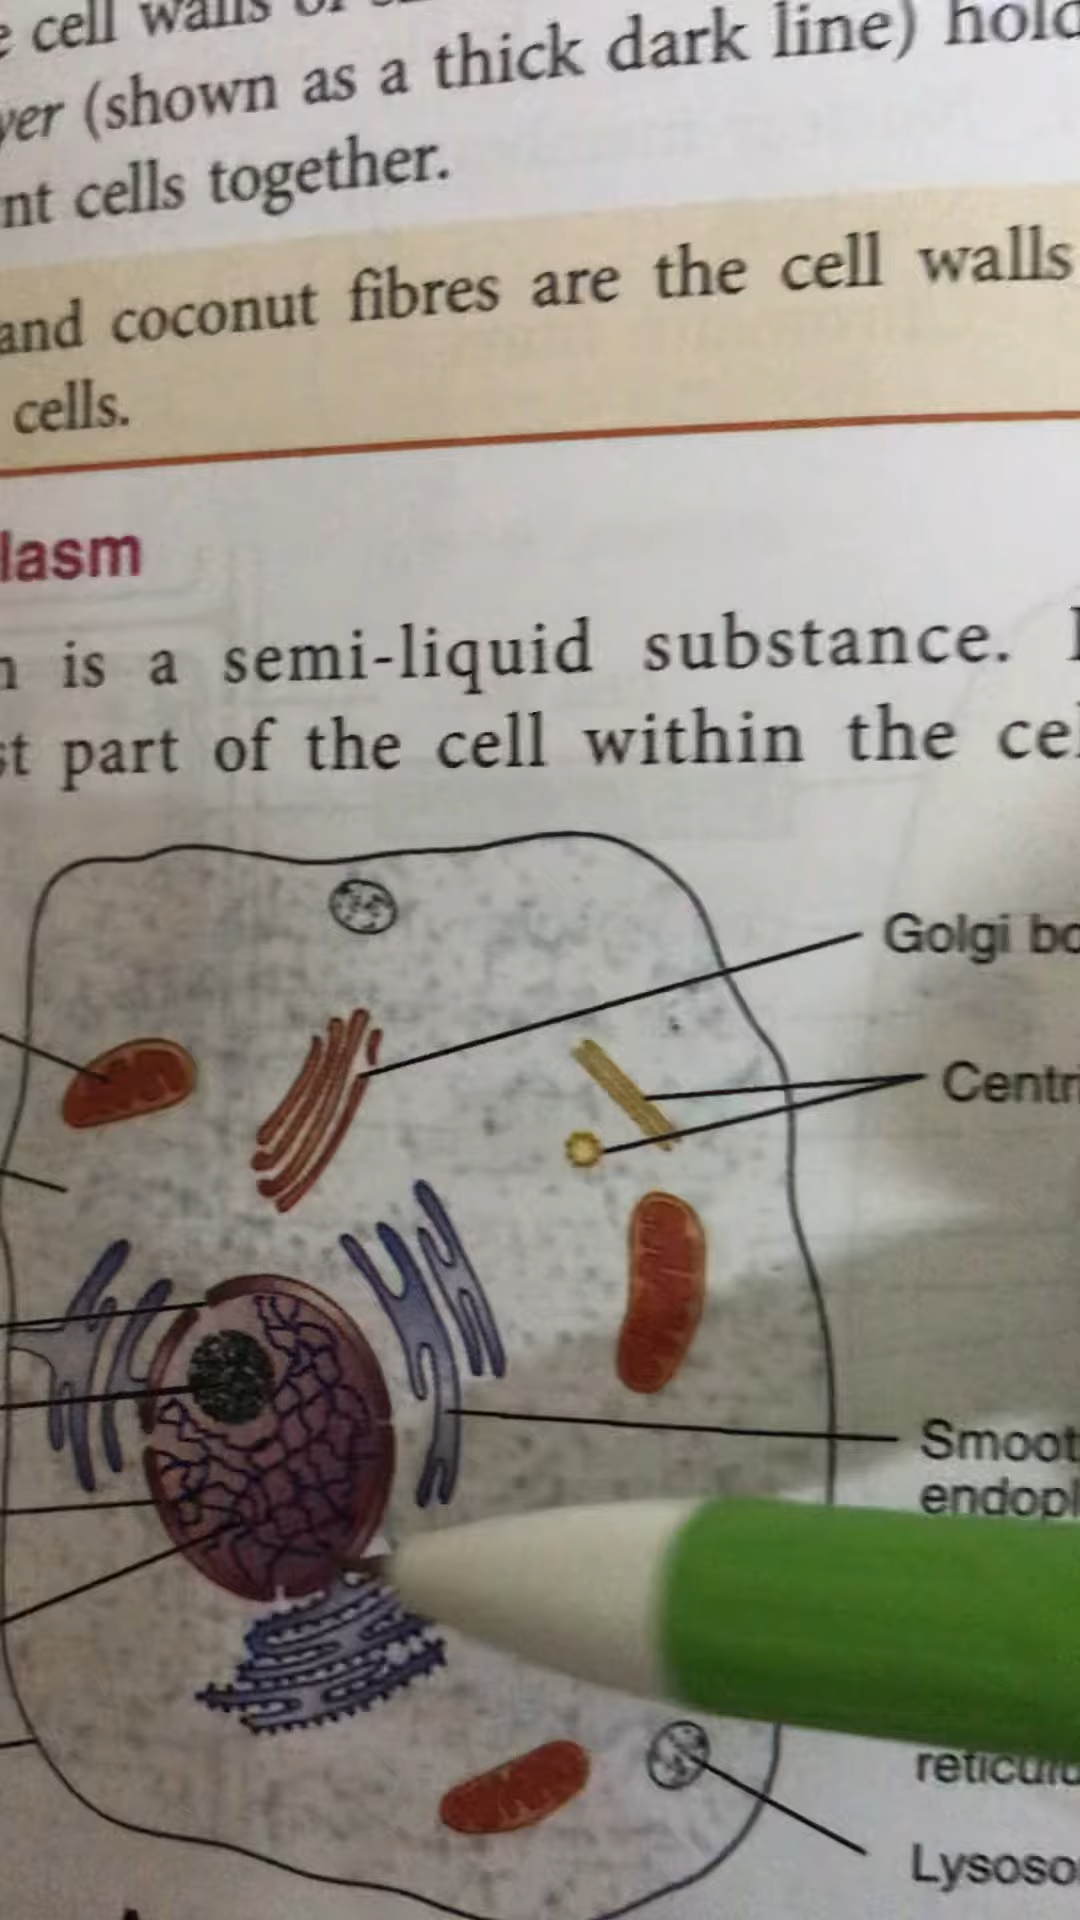 cell walls
(shown as a thick dark line) hold
cells together.
and coconut fibres are the cell walls
cells.
lasm
is a semi-liquid substance.
part of the cell within the
Golgi
Centr
Smoot
endopl
reticulu
Lysoso